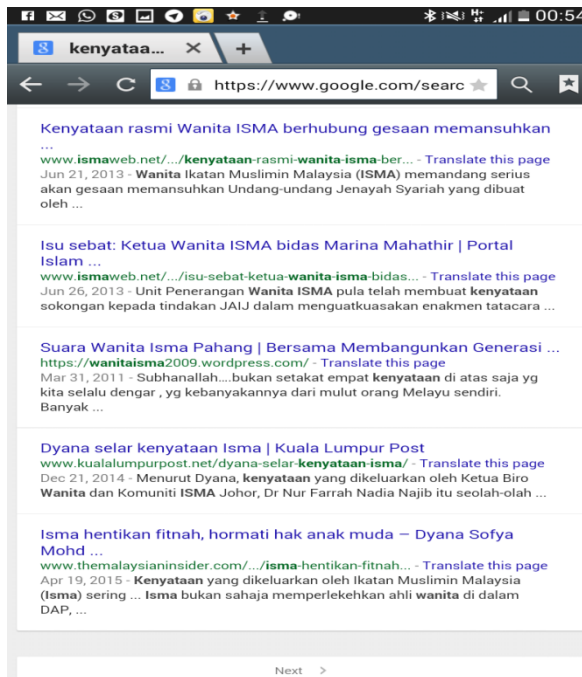 00:54
kenyataa...
https://www.google.com/searc
Kenyataan rasmi Wanita ISMA berhubung gesaan memansuhkan
...
www.ismaweb.net/.../kenyataan-rasmi-wanita-isma-ber... - Translate this page
Jun 21, 2013 - Wanita Ikatan Muslimin Malaysia (ISMA) memandang serius
akan gesaan memansuhkan Undang-undang Jenayah Syariah yang dibuat
oleh ...
Isu sebat: Ketua Wanita ISMA bidas Marina Mahathir | Portal
Islam ...
www.ismaweb.net/.../isu-sebat-ketua-wanita-isma-bidas... - Translate this page
Jun 26, 2013 - Unit Penerangan Wanita ISMA pula telah membuat kenyataan
sokongan kepada tindakan JAIJ dalam menguatkuasakan enakmen tatacara ...
Suara Wanita Isma Pahang | Bersama Membangunkan Generasi ...
https://wanitaisma2009.wordpress.com/ - Translate this page
Mar 31, 2011 - Subhanallah....bukan setakat empat kenyataan di atas saja yg
kita selalu dengar , yg kebanyakannya dari mulut orang Melayu sendiri.
Banyak ...
Dyana selar kenyataan Isma | Kuala Lumpur Post
www.kualalumpurpost.net/dyana-selar-kenyataan-isma/ - Translate this page
Dec 21, 2014 - Menurut Dyana, kenyataan yang dikeluarkan oleh Ketua Biro
Wanita dan Komuniti ISMA Johor, Dr Nur Farrah Nadia Najib itu seolah-olah ...
Isma hentikan fitnah, hormati hak anak muda – Dyana Sofya
Mohd ...
www.themalaysianinsider.com/.../isma-hentikan-fitnah... - Translate this page
Apr 19, 2015 - Kenyataan yang dikeluarkan oleh Ikatan Muslimin Malaysia
(Isma) sering ... Isma bukan sahaja memperlekehkan ahli wanita di dalam
DAP, ...
Next >